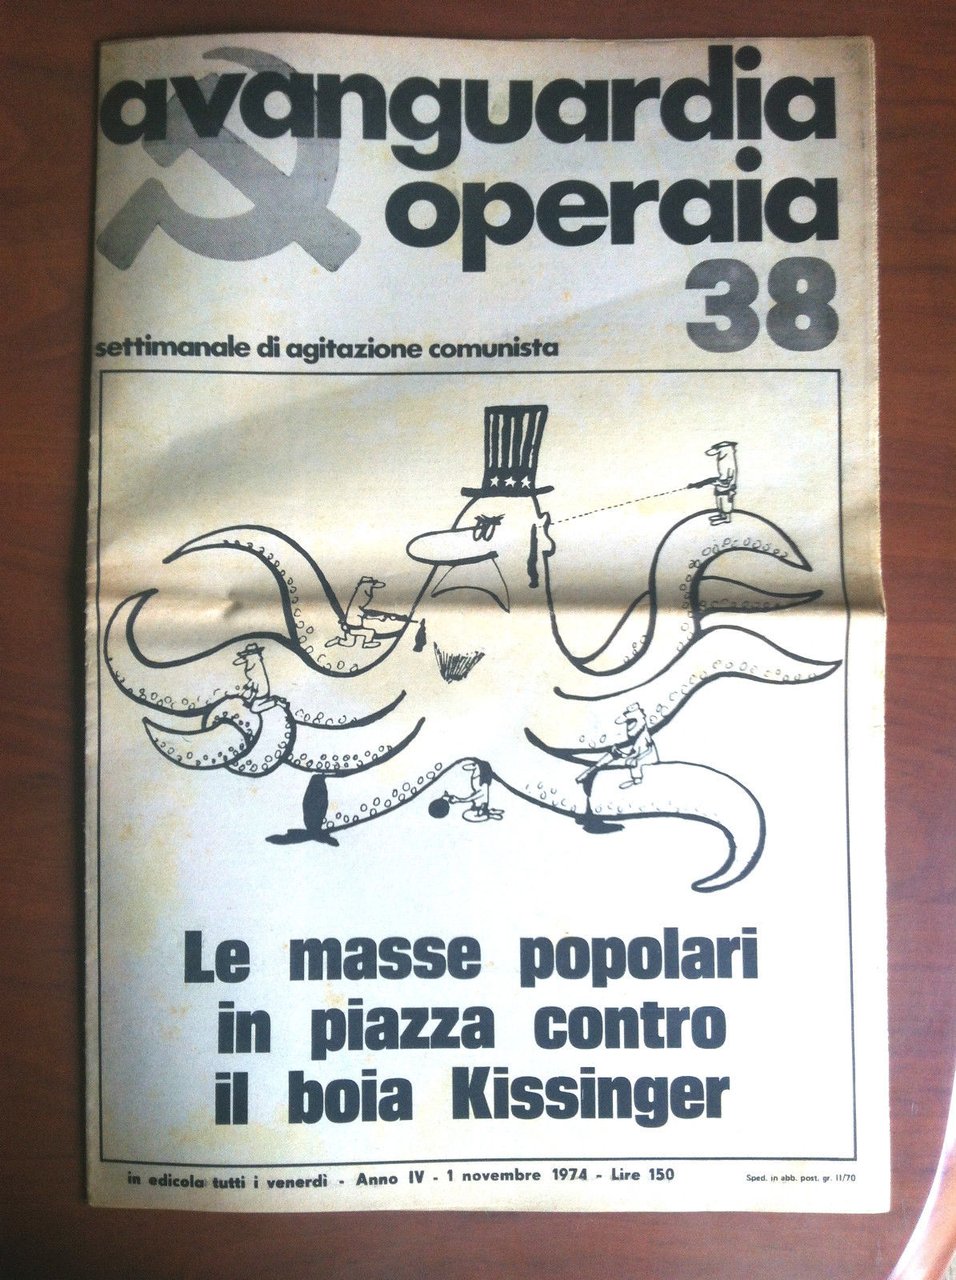 avanguardia
operaia
38
settimanale di agitazione comunista
Le masse popolari
in piazza contro
il boia Kissinger
in edicola tutti i venerdì - Anno IV - 1 novembre 1974 - Lire 150
Sped. in abb. post. gr. II/70